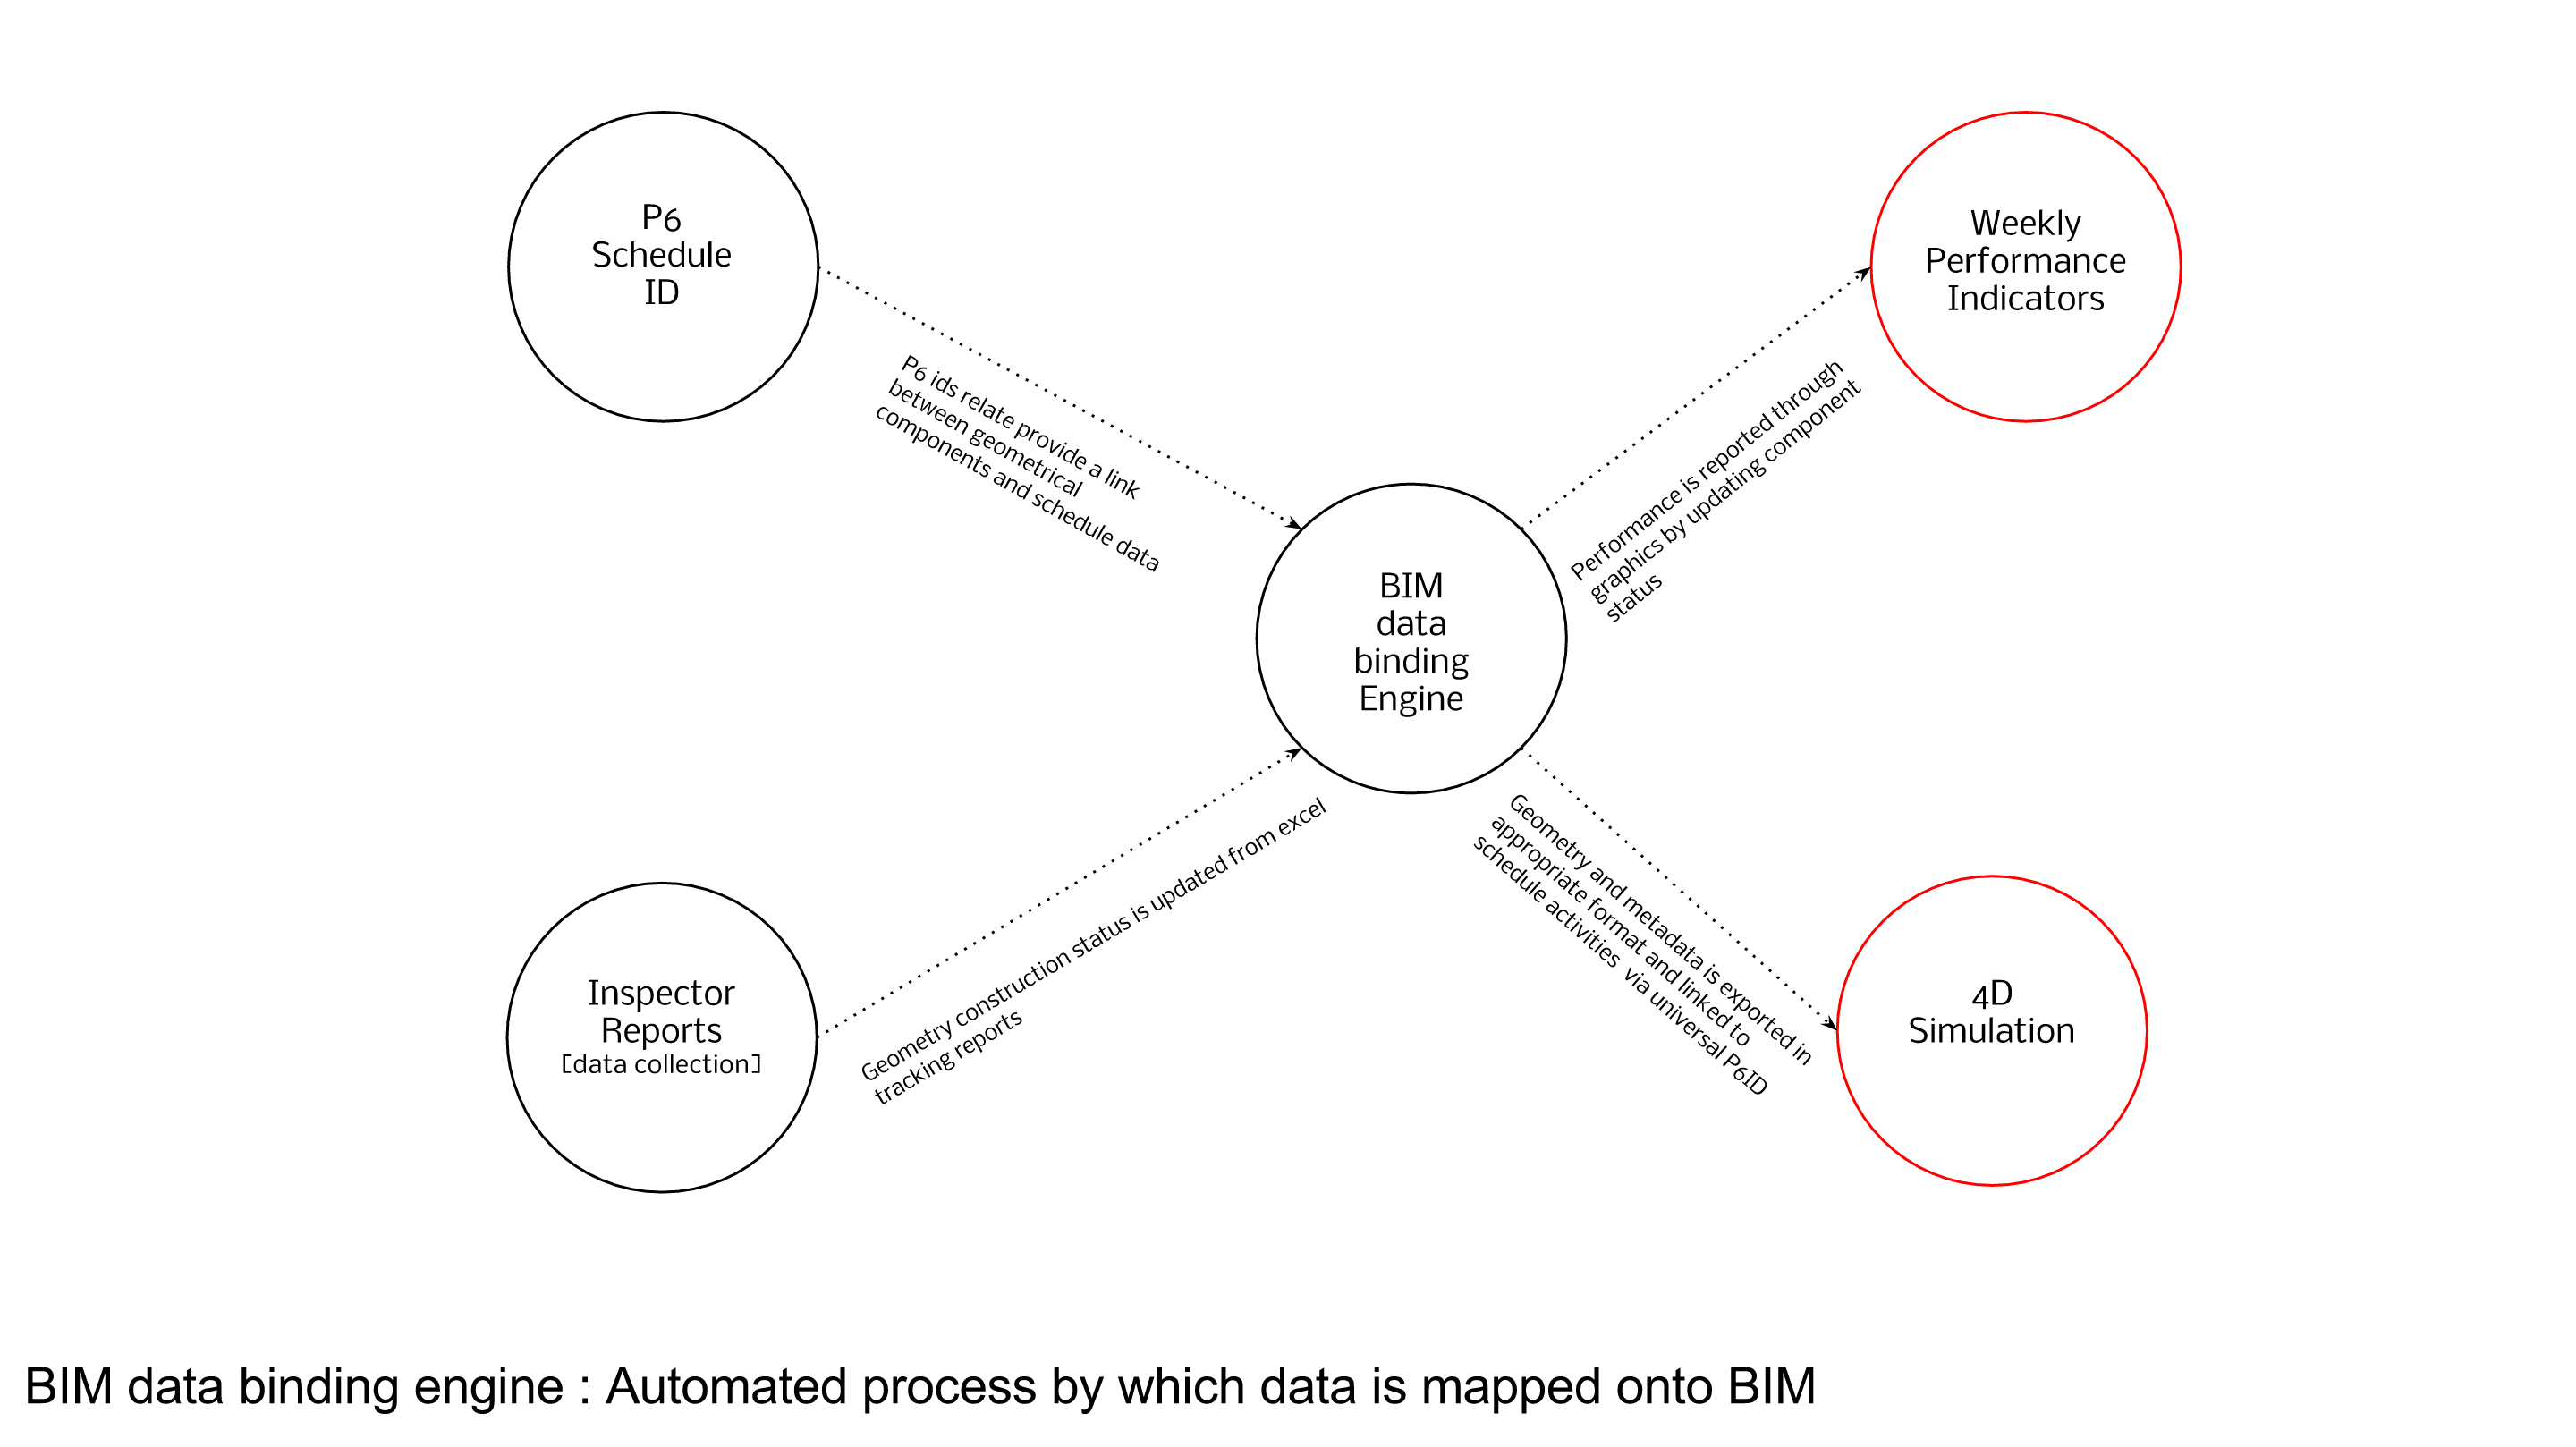 P6
Schedule
ID
P6 ids relate provide a link
between geometrical
components and schedule data
Weekly
Performance
Indicators
Performance is reported through
graphics by updating component
status
BIM
data
binding
Engine
Inspector
Reports
[data collection]
Geometry construction status is updated from excel
tracking reports
Geometry and metadata is exported in
appropriate format and linked to
schedule activities  via universal P6ID
4D
Simulation
BIM data binding engine : Automated process by which data is mapped onto BIM